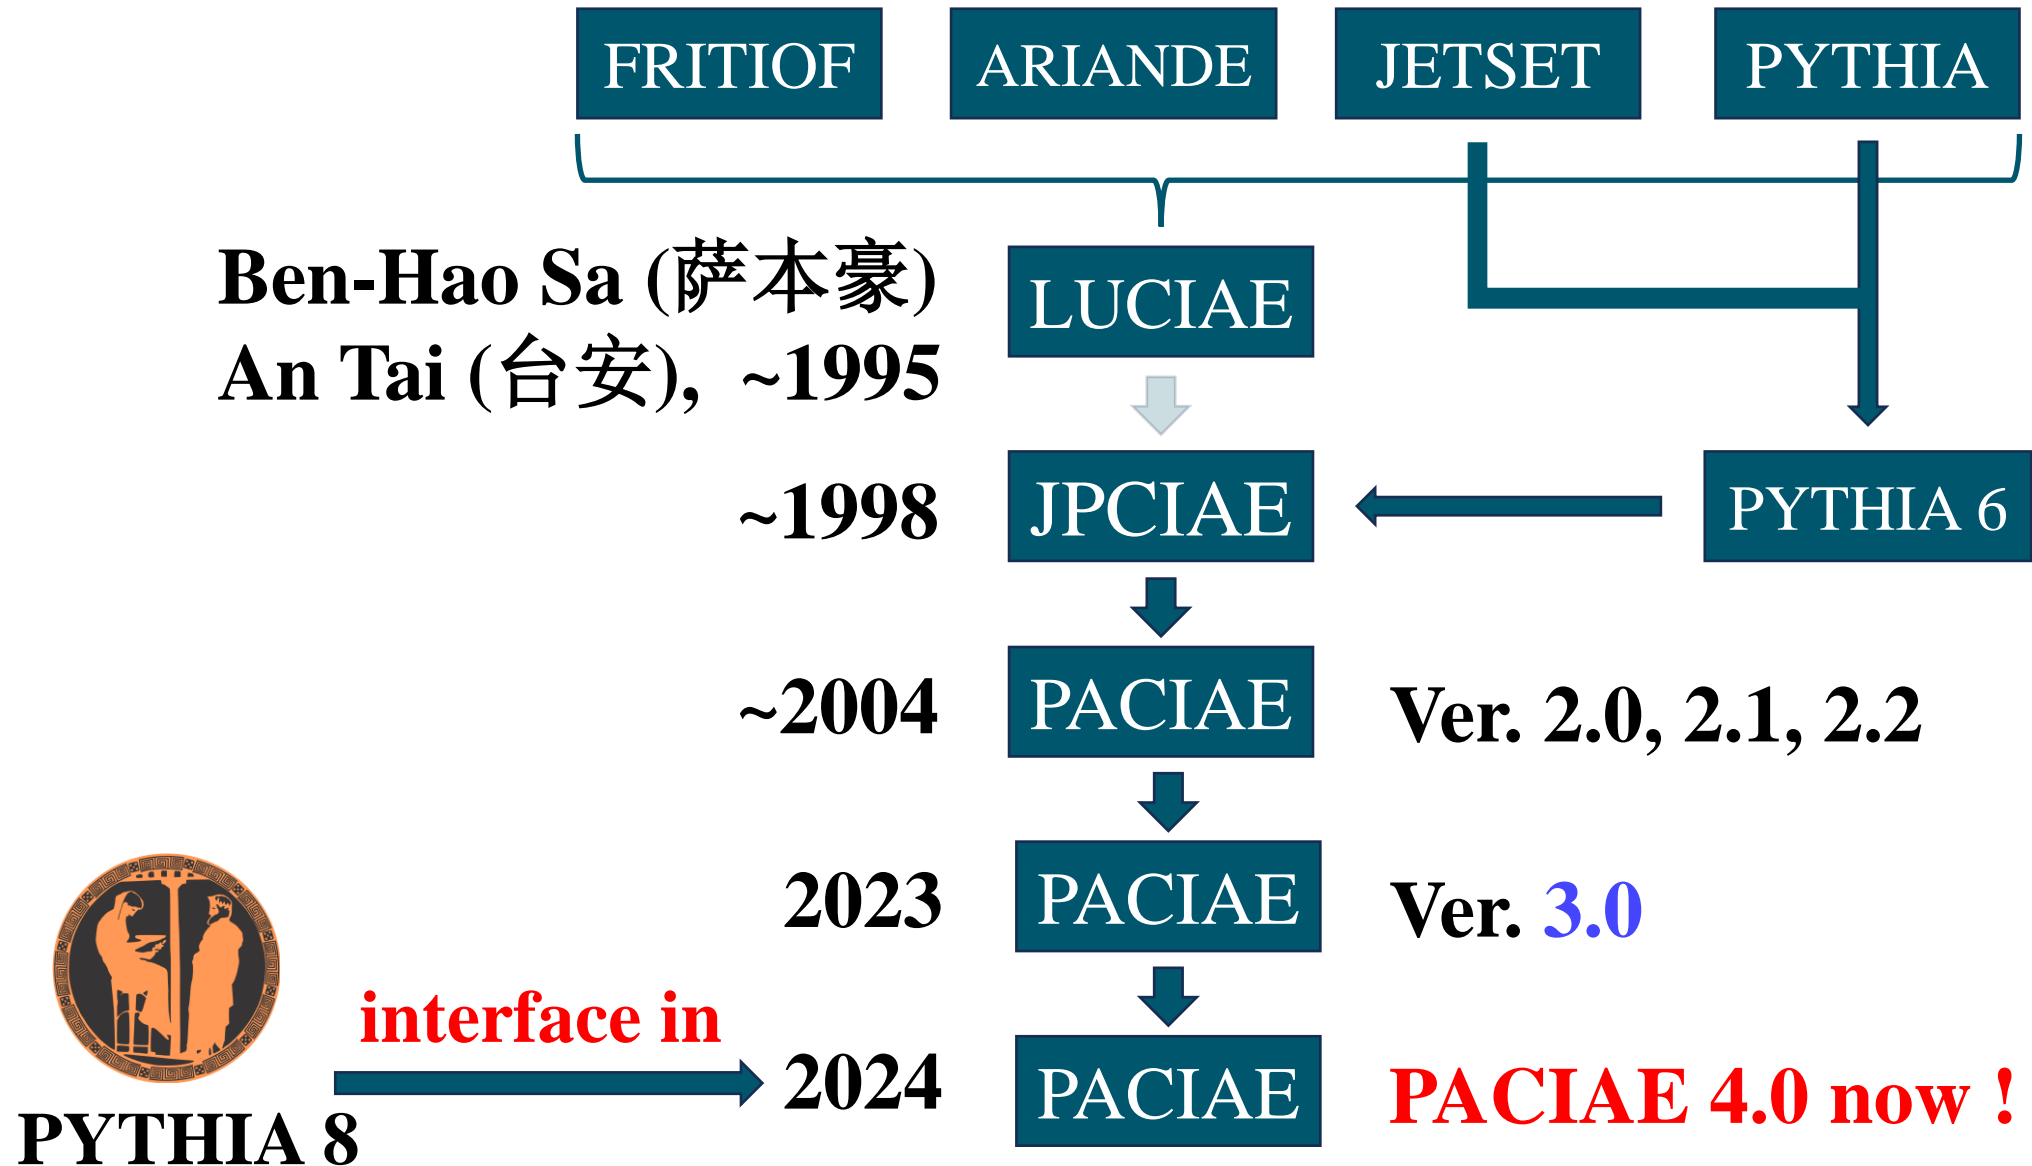 FRITIOF ARIANDE JETSET PYTHIA
Ben-Hao Sa (萨本豪)
An Tai (台安), ~1995
LUCIAE
~1998 JPCIAE PYTHIA 6
~2004 PACIAE Ver. 2.0, 2.1, 2.2
2023 PACIAE Ver. 3.0
interface in
2024 PACIAE PACIAE 4.0 now !
PYTHIA 8